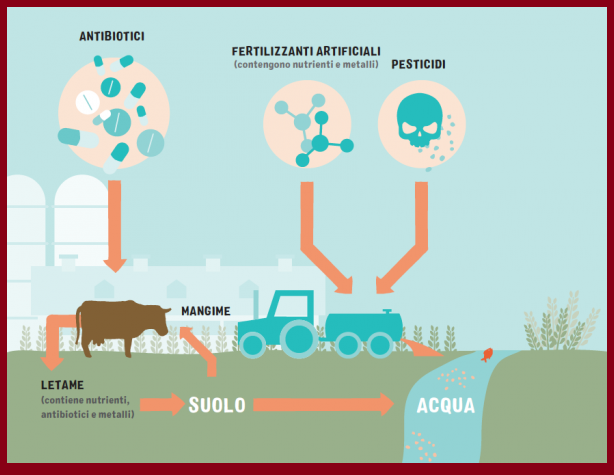 ANTIBIOTICI
FERTILIZZANTI ARTIFICIALI
(contengono nutrienti e metalli)
PESTICIDI
MANGIME
LETAME
(contiene nutrienti,
antibiotici e metalli)
SUOLO
ACQUA